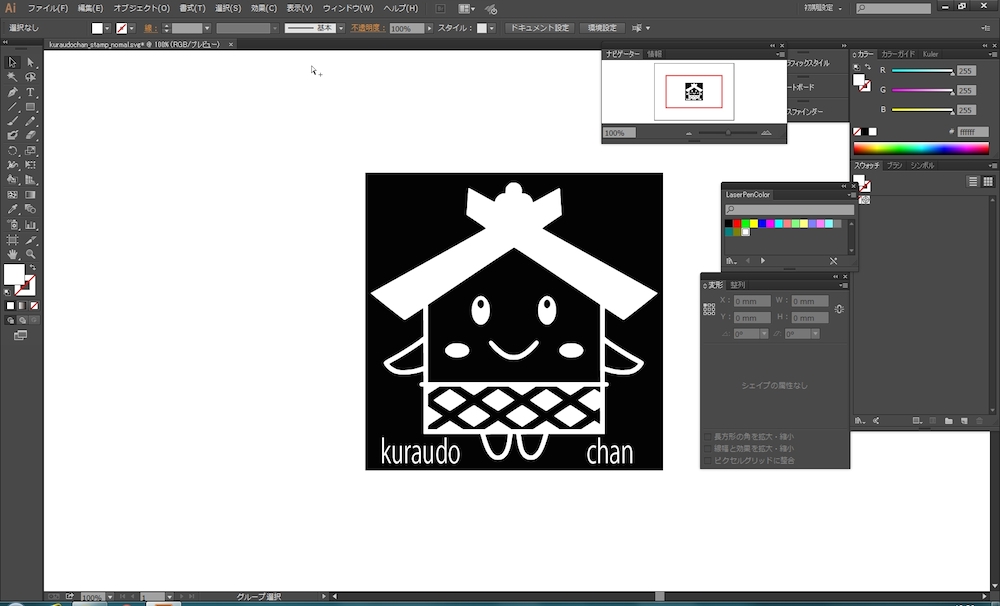 Ai ファイル(F) 編集(E) オブジェクト(O) 書式(T) 選択(S) 効果(C) 表示(V) ウィンドウ(W) ヘルプ(H) 初期設定
選択なし 線: 基本 不透明度: 100% スタイル: ドキュメント設定 環境設定
kuraudochan_stamp_nomal.svg* @ 100% (RGB/プレビュー) ×
ナビゲーター 情報
100%
ラフィックスタイル
ートボード
スファインダー
カラー カラーガイド Kuler
R 255
G 255
B 255
# ffffff
スウォッチ ブラシ シンボル
LaserPenColor
変形 整列
X: 0 mm W: 0 mm
Y: 0 mm H: 0 mm
0° 0°
シェイプの属性なし
長方形の角を拡大・縮小
線幅と効果を拡大・縮小
ピクセルグリッドに整合
kuraudo chan
100% 1 グループ選択